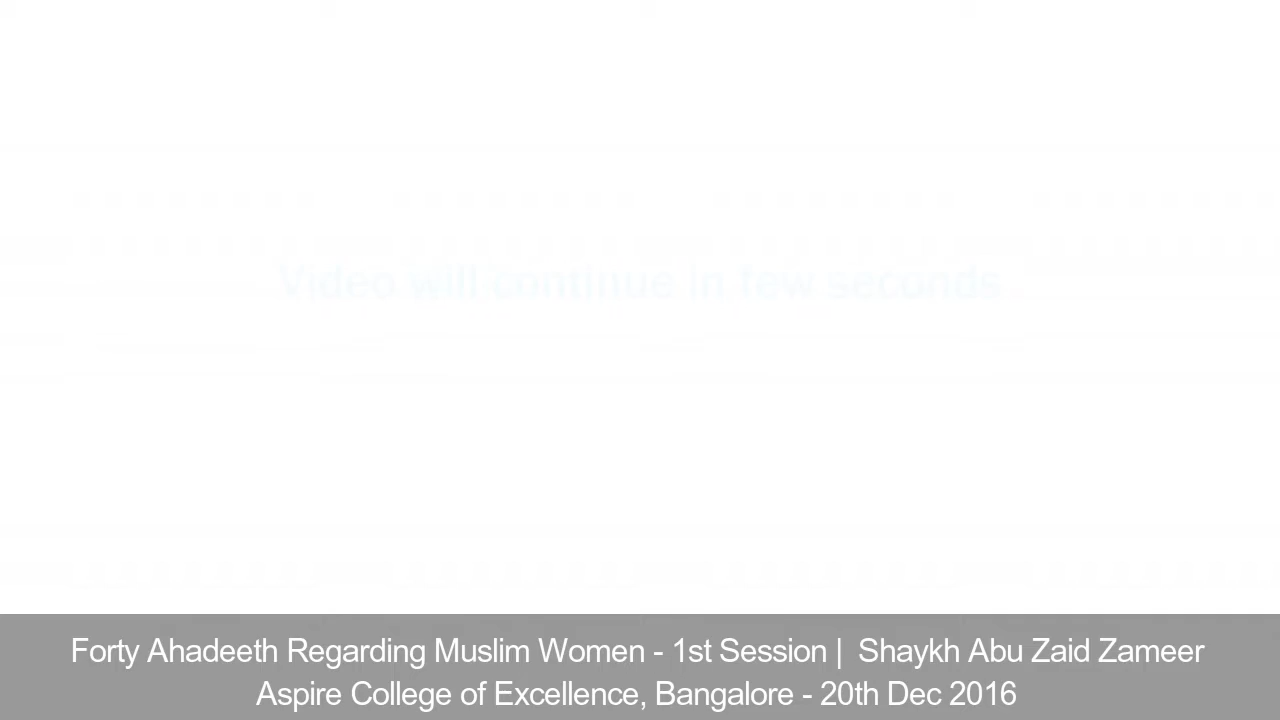 Video will continue in few seconds
Forty Ahadeeth Regarding Muslim Women - 1st Session | Shaykh Abu Zaid Zameer
Aspire College of Excellence, Bangalore - 20th Dec 2016